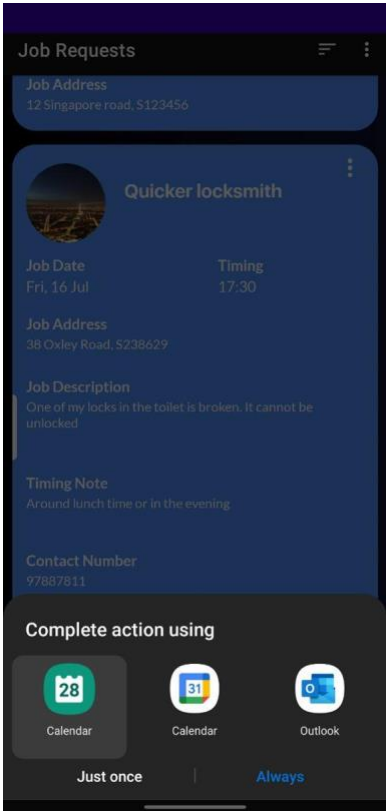 Job Requests
Job Address
12 Singapore road, S123456
Quicker locksmith
Job Date Timing
Fri, 16 Jul 17:30
Job Address
38 Oxley Road, S238629
Job Description
One of my locks in the toilet is broken. It cannot be
unlocked
Timing Note
Around lunch time or in the evening
Contact Number
97887811
Complete action using
28 31 O
Calendar Calendar Outlook
Just once Always